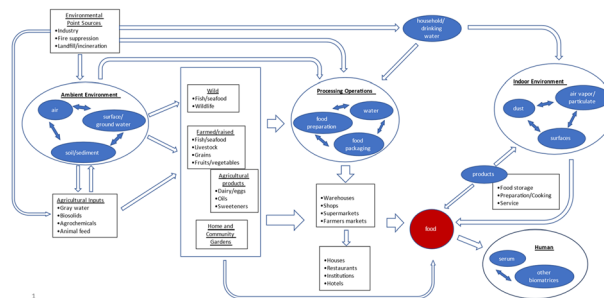 Environmental
Point Sources
•Industry
•Fire suppression
•Landfill/incineration
household/
drinking
water
Ambient Environment
air
surface/
ground water
soil/sediment
Agricultural Inputs
•Gray water
•Biosolids
•Agrochemicals
•Animal feed
Wild
•Fish/seafood
•Wildlife
Farmed/raised
•Fish/seafood
•Livestock
•Grains
•Fruits/vegetables
Agricultural
products
•Dairy/eggs
•Oils
•Sweeteners
Home and
Community
Gardens
Processing Operations
water
food
preparation
food
packaging
•Warehouses
•Shops
•Supermarkets
•Farmers markets
•Houses
•Restaurants
•Institutions
•Hotels
Indoor Environment
air vapor/
particulate
dust
surfaces
products
•Food storage
•Preparation/Cooking
•Service
food
Human
serum
other
biomatrices
1